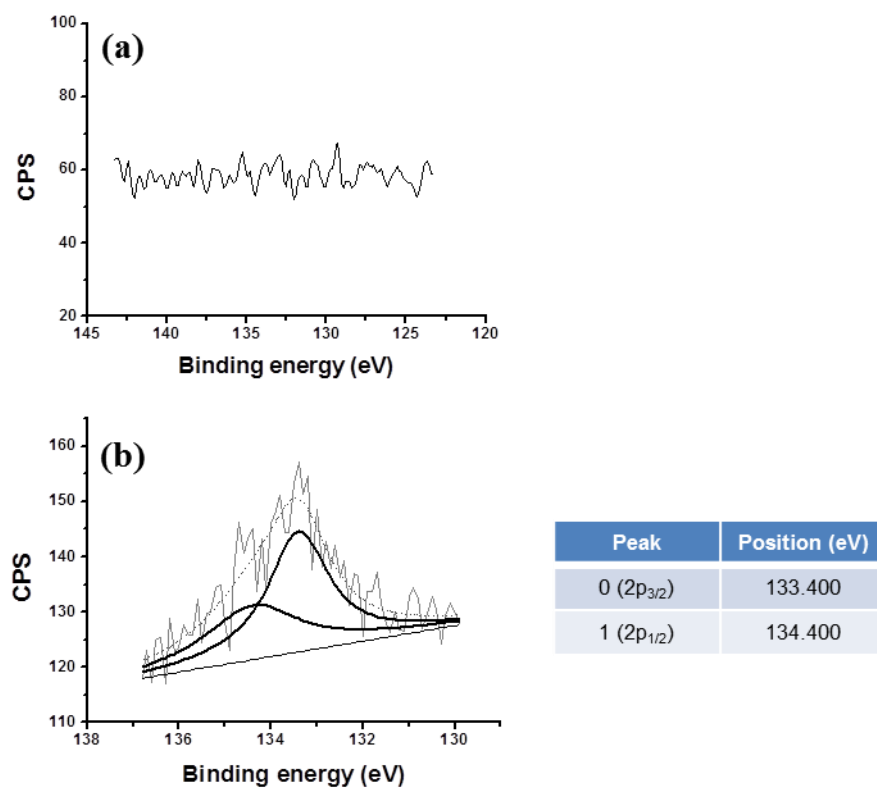 (a)
100
80
60
40
20
CPS
145 140 135 130 125 120
Binding energy (eV)
(b)
160
150
140
130
120
110
CPS
138 136 134 132 130
Binding energy (eV)
Peak Position (eV)
0 (2p3/2) 133.400
1 (2p1/2) 134.400